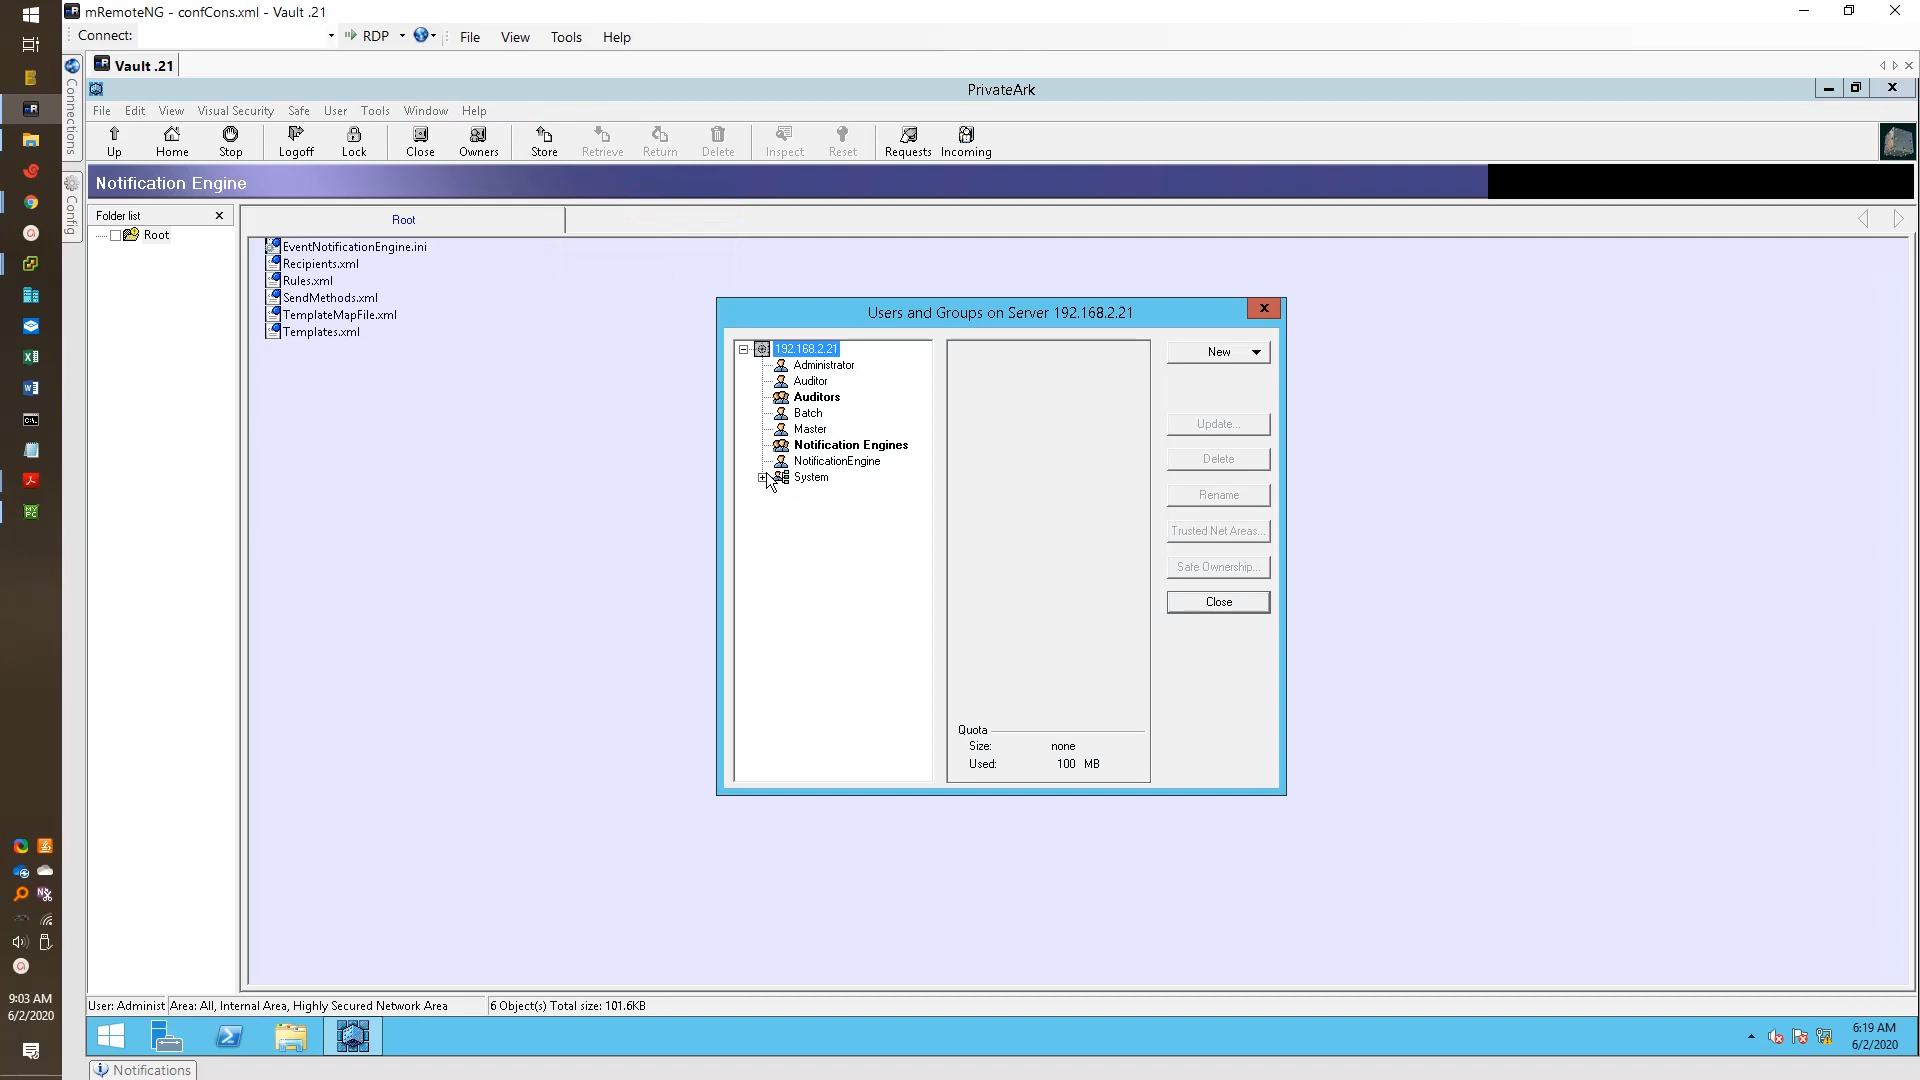 mRemoteNG - confCons.xml - Vault .21
Connect:
RDP
File View Tools Help
Connections
Config
Vault .21
PrivateArk
File Edit View Visual Security Safe User Tools Window Help
Up Home Stop Logoff Lock Close Owners Store Retrieve Return Delete Inspect Reset Requests Incoming
Notification Engine
Folder list
Root
Root
EventNotificationEngine.ini
Recipients.xml
Rules.xml
SendMethods.xml
TemplateMapFile.xml
Templates.xml
Users and Groups on Server 192.168.2.21
192.168.2.21
Administrator
Auditor
Auditors
Batch
Master
Notification Engines
NotificationEngine
System
Quota
Size: none
Used: 100 MB
New
Update...
Delete
Rename
Trusted Net Areas...
Safe Ownership...
Close
User: Administ
Area: All, Internal Area, Highly Secured Network Area
6 Object(s) Total size: 101.6KB
6:19 AM
6/2/2020
Notifications
9:03 AM
6/2/2020